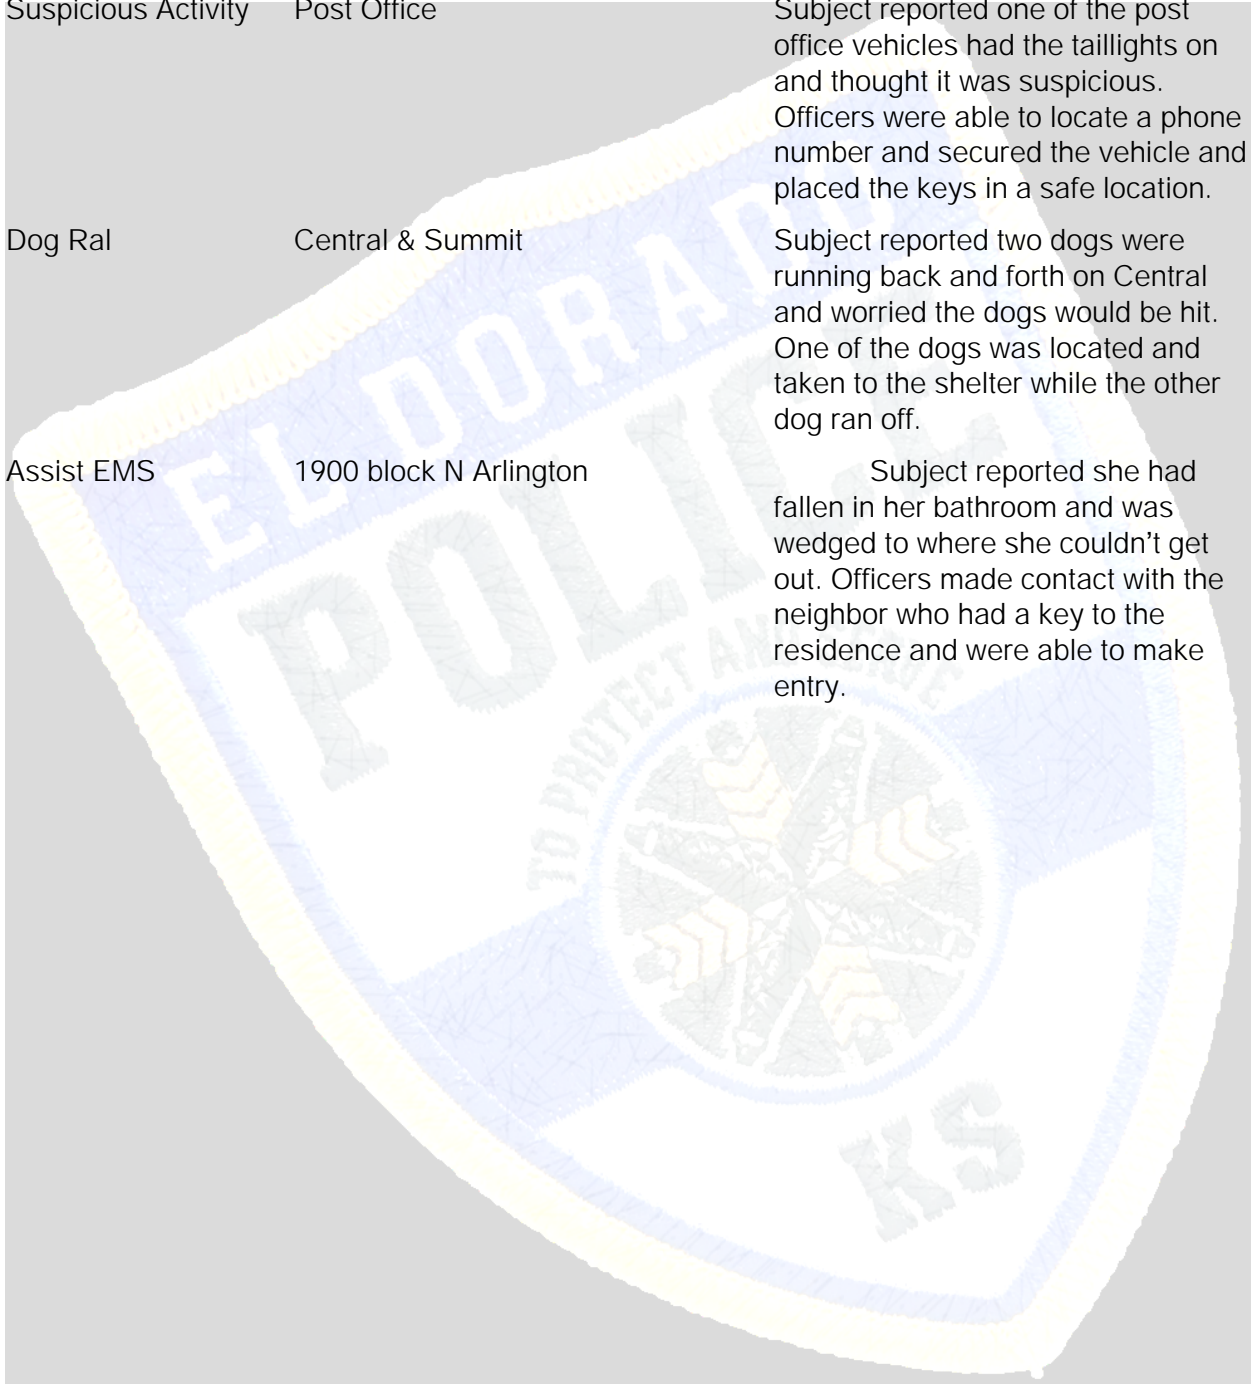 Suspicious Activity Post Office Subject reported one of the post
office vehicles had the taillights on
and thought it was suspicious.
Officers were able to locate a phone
number and secured the vehicle and
placed the keys in a safe location.
Dog Ral Central & Summit Subject reported two dogs were
running back and forth on Central
and worried the dogs would be hit.
One of the dogs was located and
taken to the shelter while the other
dog ran off.
Assist EMS 1900 block N Arlington Subject reported she had
fallen in her bathroom and was
wedged to where she couldn't get
out. Officers made contact with the
neighbor who had a key to the
residence and were able to make
entry.
EL DORADO
POLICE
TO PROTECT AND SERVE
KS